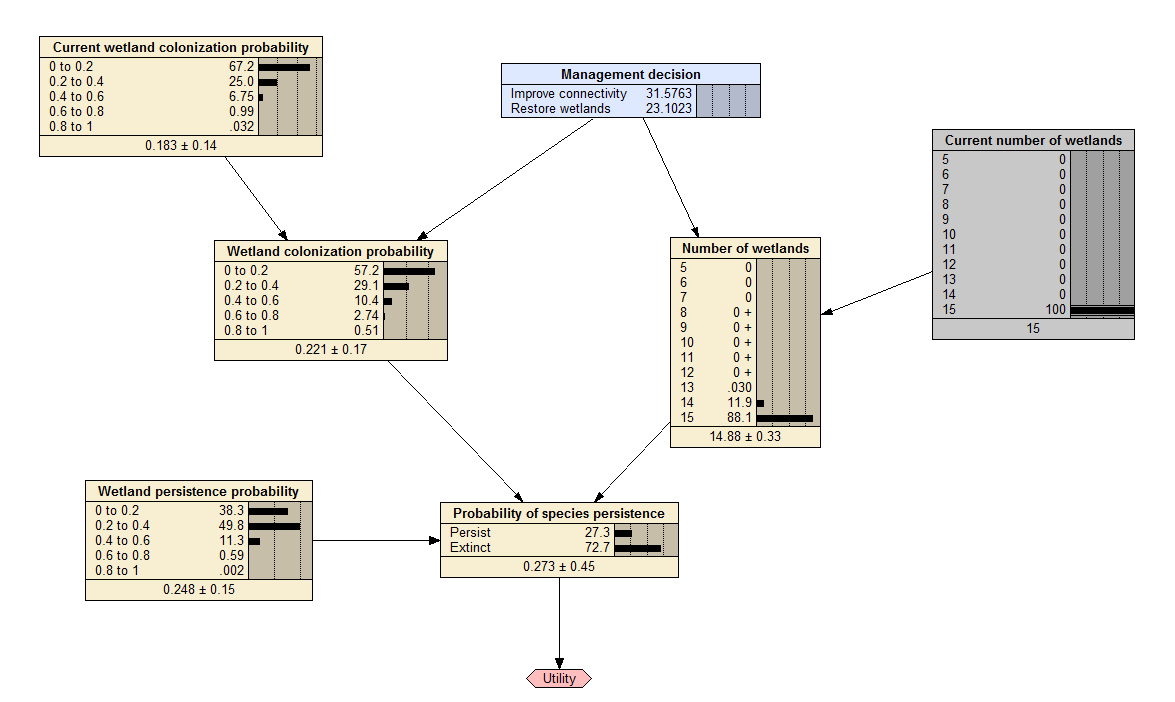 Current wetland colonization probability
0 to 0.2 67.2
0.2 to 0.4 25.0
0.4 to 0.6 6.75
0.6 to 0.8 0.99
0.8 to 1 .032
0.183 ± 0.14
Management decision
Improve connectivity 31.5763
Restore wetlands 23.1023
Current number of wetlands
5 0
6 0
7 0
8 0
9 0
10 0
11 0
12 0
13 0
14 0
15 100
15
Wetland colonization probability
0 to 0.2 57.2
0.2 to 0.4 29.1
0.4 to 0.6 10.4
0.6 to 0.8 2.74
0.8 to 1 0.51
0.221 ± 0.17
Number of wetlands
5 0
6 0
7 0
8 0 +
9 0 +
10 0 +
11 0 +
12 0 +
13 .030
14 11.9
15 88.1
14.88 ± 0.33
Wetland persistence probability
0 to 0.2 38.3
0.2 to 0.4 49.8
0.4 to 0.6 11.3
0.6 to 0.8 0.59
0.8 to 1 .002
0.248 ± 0.15
Probability of species persistence
Persist 27.3
Extinct 72.7
0.273 ± 0.45
Utility